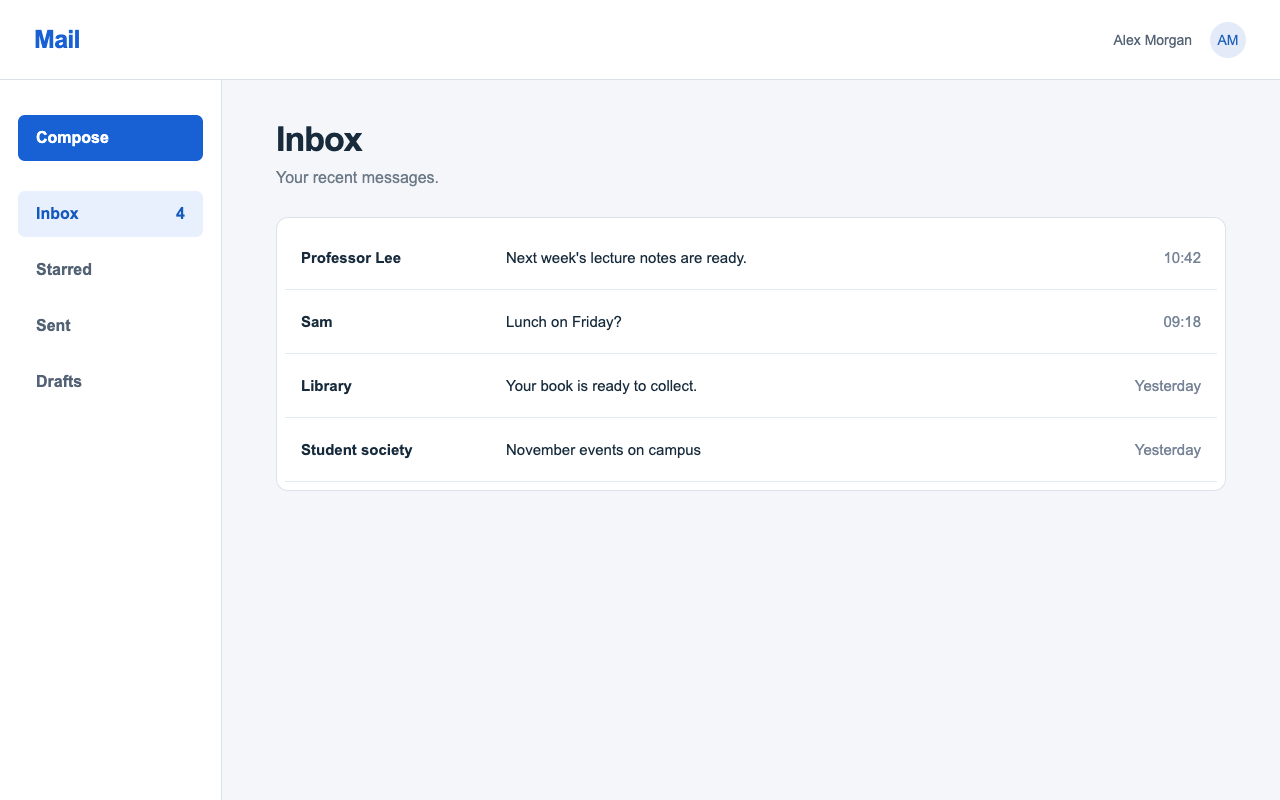 Mail
Alex Morgan AM
Compose
Inbox 4
Starred
Sent
Drafts
Inbox
Your recent messages.
Professor Lee Next week's lecture notes are ready. 10:42
Sam Lunch on Friday? 09:18
Library Your book is ready to collect. Yesterday
Student society November events on campus Yesterday